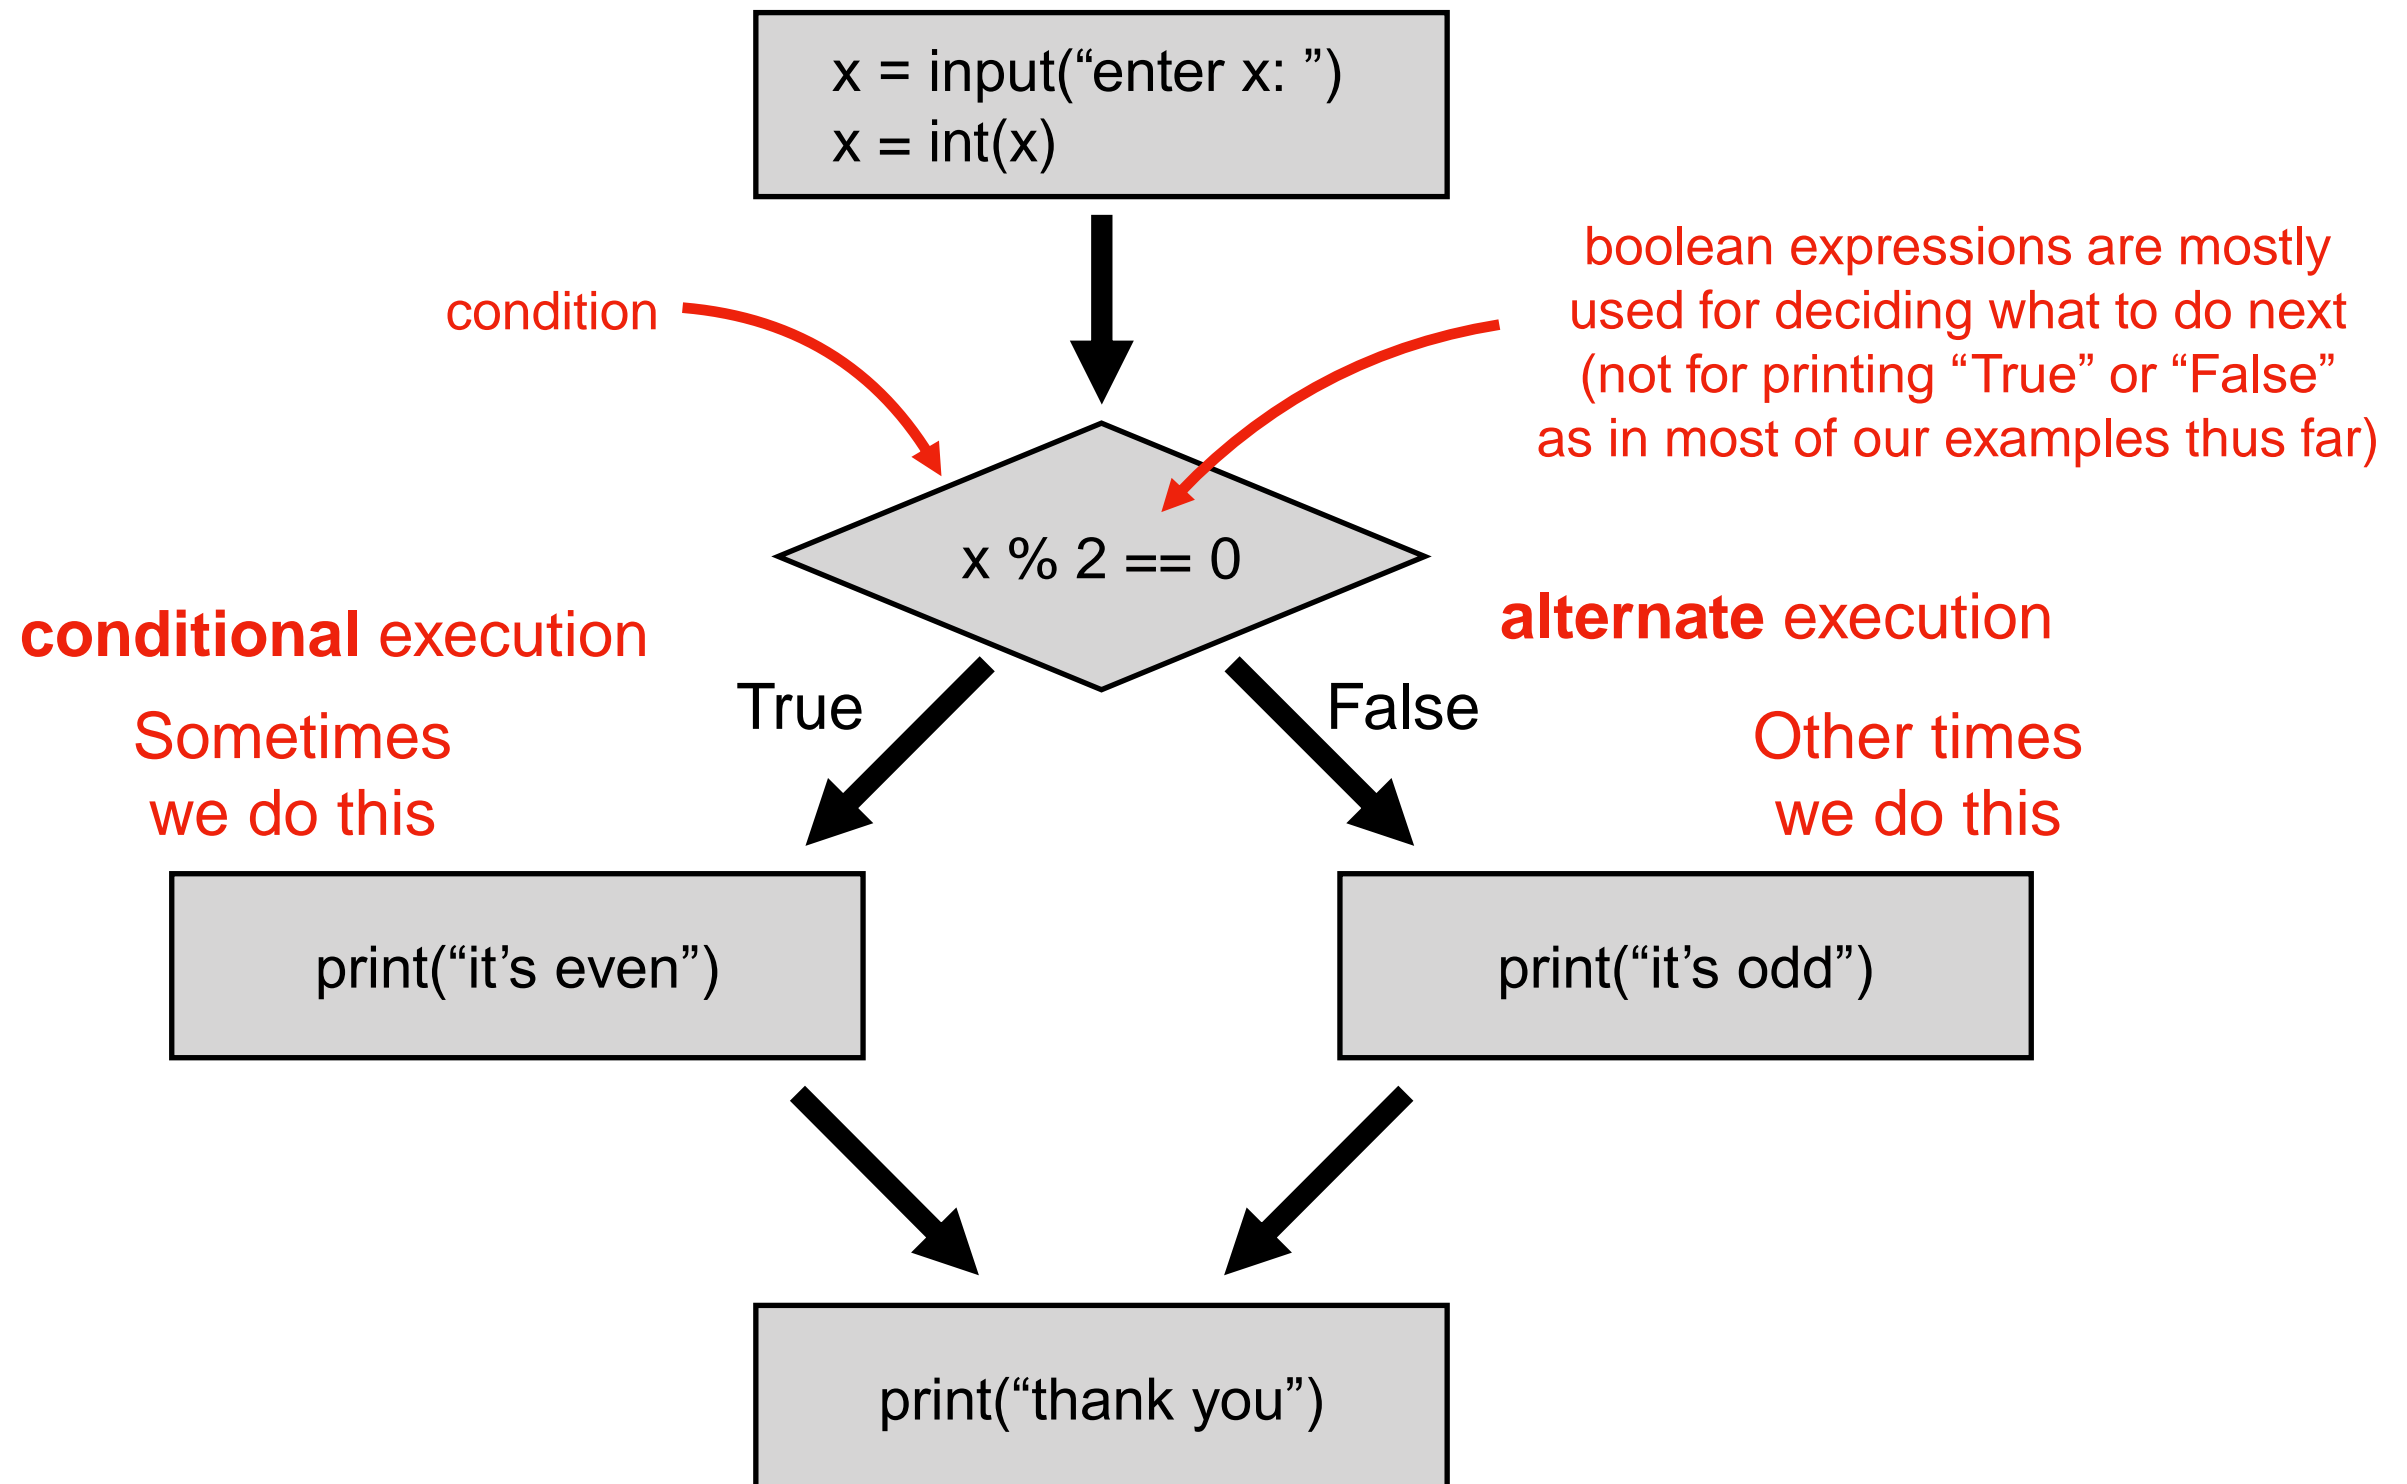 x = input(“enter x: ”)
x = int(x)
condition
boolean expressions are mostly
used for deciding what to do next
(not for printing “True” or “False”
as in most of our examples thus far)
x % 2 == 0
conditional execution
Sometimes
we do this
True
False
alternate execution
Other times
we do this
print(“it’s even”)
print(“it’s odd”)
print(“thank you”)